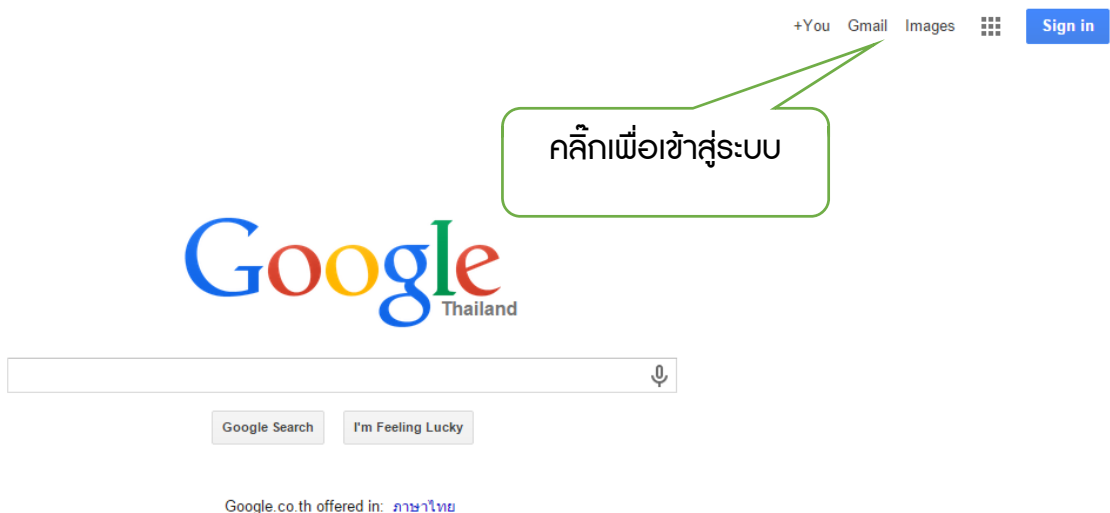 +You Gmail Images Sign in
คลิ๊กเพื่อเข้าสู่ระบบ
Google
Thailand
Google Search I'm Feeling Lucky
Google.co.th offered in: ภาษาไทย